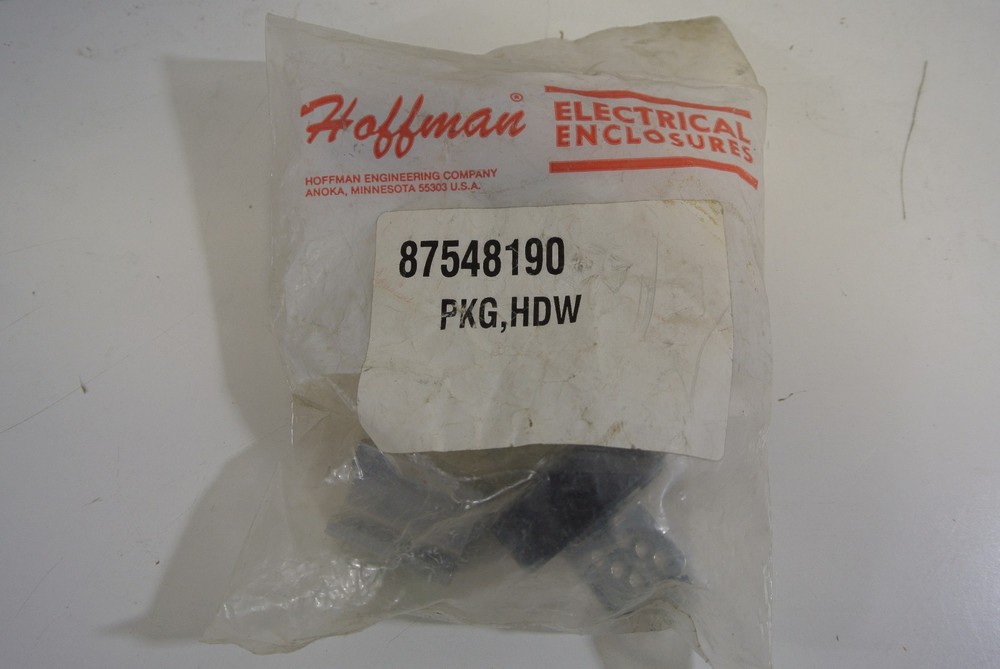 Hoffman®
ELECTRICAL
ENCLOSURES
HOFFMAN ENGINEERING COMPANY
ANOKA, MINNESOTA 55303 U.S.A.
87548190
PKG,HDW